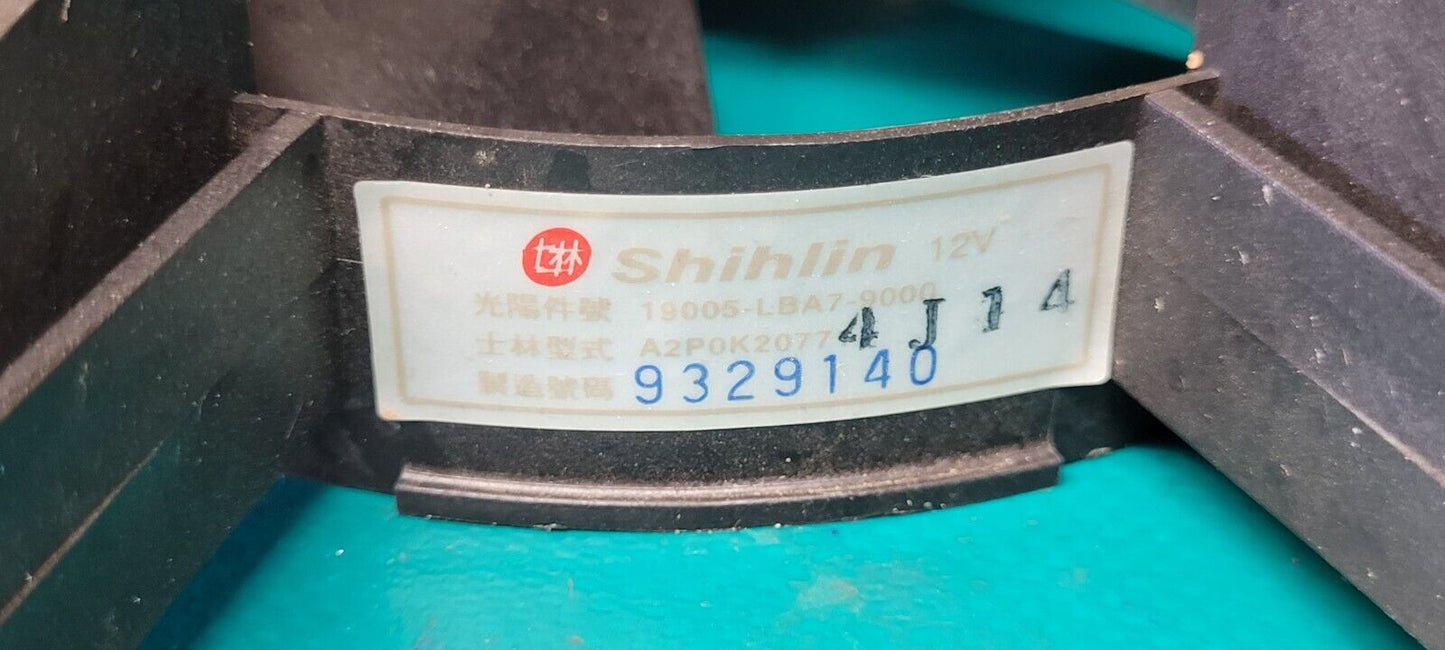 士林 Shihlin 12V
光陽件號 19005-LBA7-9000
士林型式 A2P0K2077
4J14
製造號碼 9329140